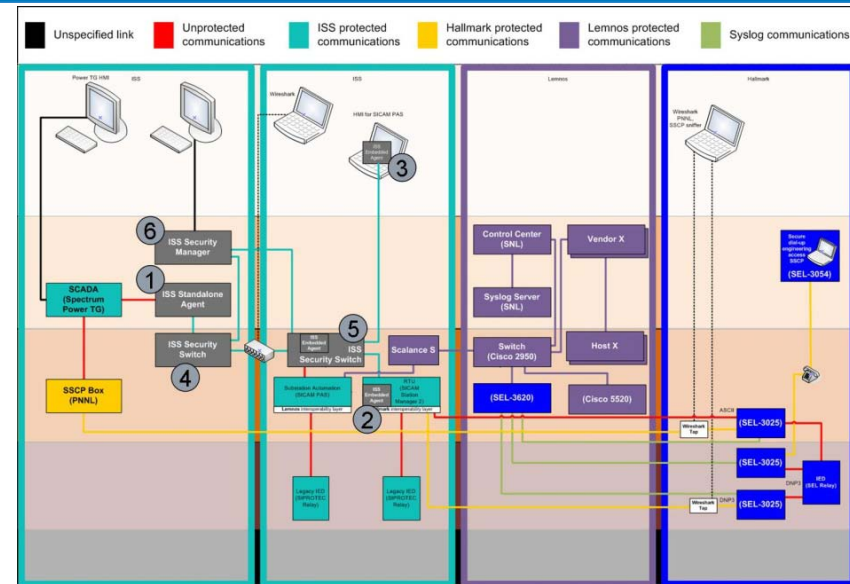 Unspecified link
Unprotected
communications
ISS protected
communications
Hallmark protected
communications
Lemnos protected
communications
Syslog communications
Power TG HMI
ISS
ISS
Lemnos
Hallmark
Wireshark
HMI for SICAM PAS
ISS
Embedded
Agent
3
Wireshark
PNNL,
SSCP sniffer
6
ISS Security
Manager
1
SCADA
(Spectrum
Power TG)
ISS Standalone
Agent
ISS Security
Switch
4
SSCP Box
(PNNL)
ISS
Embedded
Agent
5
ISS
Security Switch
Substation Automation
(SICAM PAS)
Lemnos interoperability layer
ISS
Embedded
Agent
2
RTU
(SICAM
Station
Manager 2)
interoperability layer
Legacy IED
(SIPROTEC
Relay)
Legacy IED
(SIPROTEC
Relay)
Scalance S
Control Center
(SNL)
Syslog Server
(SNL)
Switch
(Cisco 2950)
(SEL-3620)
Vendor X
Host X
(Cisco 5520)
Secure
dial-up
engineering
access
SSCP
(SEL-3054)
ASCII
Wireshark
Tap
(SEL-3025)
(SEL-3025)
DNP3
IED
(SEL Relay)
DNP3
Wireshark
Tap
(SEL-3025)